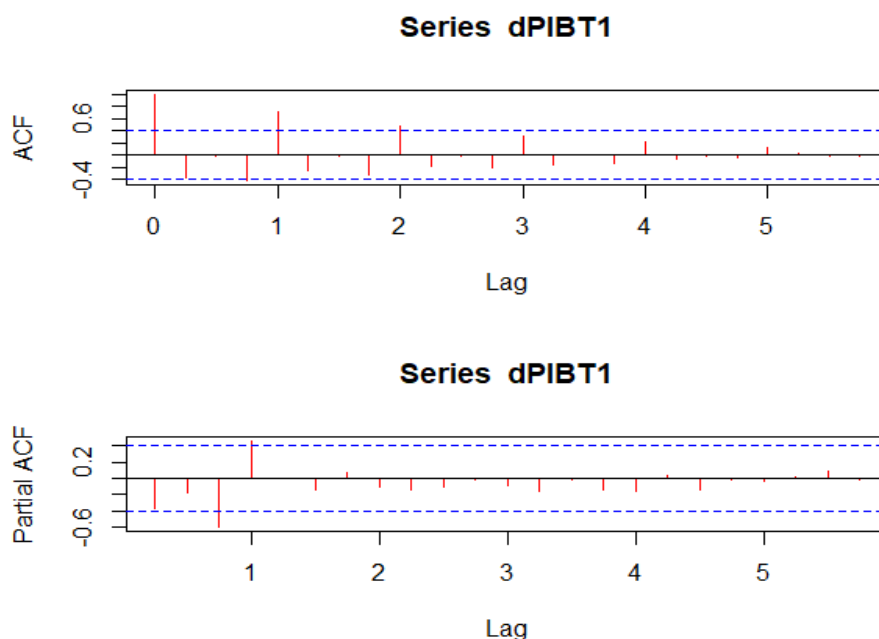 Series dPIBT1
ACF
0.6
-0.4
0 1 2 3 4 5
Lag
Series dPIBT1
Partial ACF
0.2
-0.6
1 2 3 4 5
Lag